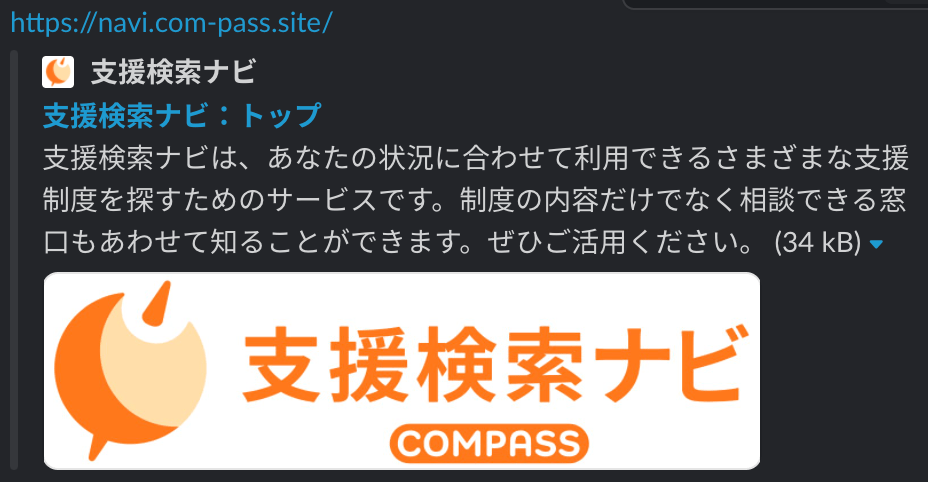 https://navi.com-pass.site/
支援検索ナビ
支援検索ナビ：トップ
支援検索ナビは、あなたの状況に合わせて利用できるさまざまな支援
制度を探すためのサービスです。制度の内容だけでなく相談できる窓
口もあわせて知ることができます。ぜひご活用ください。 (34 kB)
支援検索ナビ
COMPASS